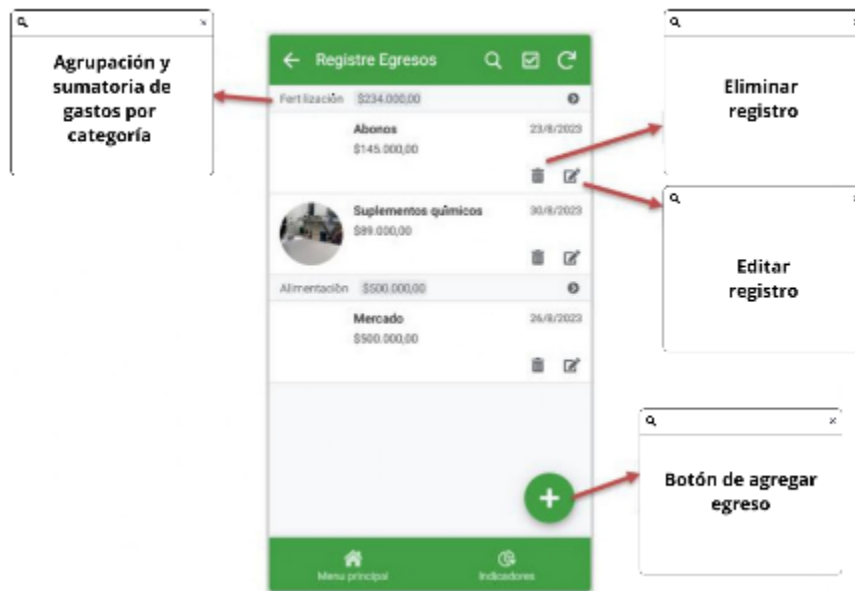 Agrupación y
sumatoria de
gastos por
categoría
Registre Egresos
Fertilización $234.000,00
Abonos 23/8/2023
$145.000,00
Suplementos químicos 30/8/2023
$89.000,00
Alimentación $500.000,00
Mercado 26/8/2023
$500.000,00
Menu principal Indicadores
Eliminar
registro
Editar
registro
Botón de agregar
egreso